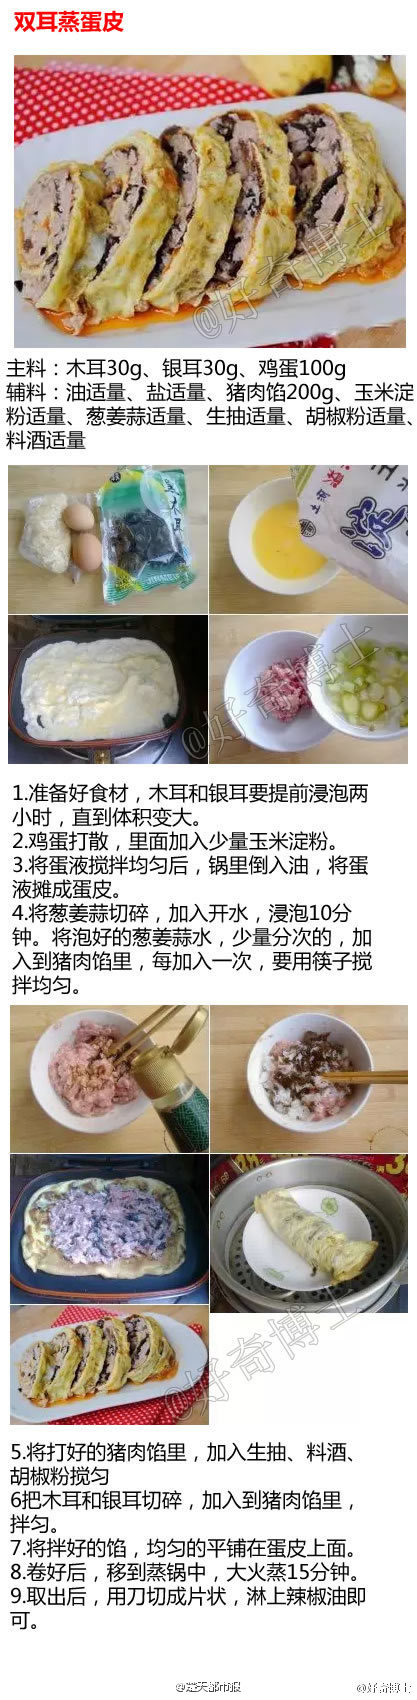 双耳蒸蛋皮
@好奇博士
主料：木耳30g、银耳30g、鸡蛋100g
辅料：油适量、盐适量、猪肉馅200g、玉米淀
粉适量、葱姜蒜适量、生抽适量、胡椒粉适量、
料酒适量
@好奇博士
1.准备好食材，木耳和银耳要提前浸泡两
小时，直到体积变大。
2.鸡蛋打散，里面加入少量玉米淀粉。
3.将蛋液搅拌均匀后，锅里倒入油，将蛋
液摊成蛋皮。
4.将葱姜蒜切碎，加入开水，浸泡10分
钟。将泡好的葱姜蒜水，少量分次的，加
入到猪肉馅里，每加入一次，要用筷子搅
拌均匀。
@好奇博士
5.将打好的猪肉馅里，加入生抽、料酒、
胡椒粉搅匀
6把木耳和银耳切碎，加入到猪肉馅里，
拌匀。
7.将拌好的馅，均匀的平铺在蛋皮上面。
8.卷好后，移到蒸锅中，大火蒸15分钟。
9.取出后，用刀切成片状，淋上辣椒油即
可。
@楚天都市报
@好奇博士